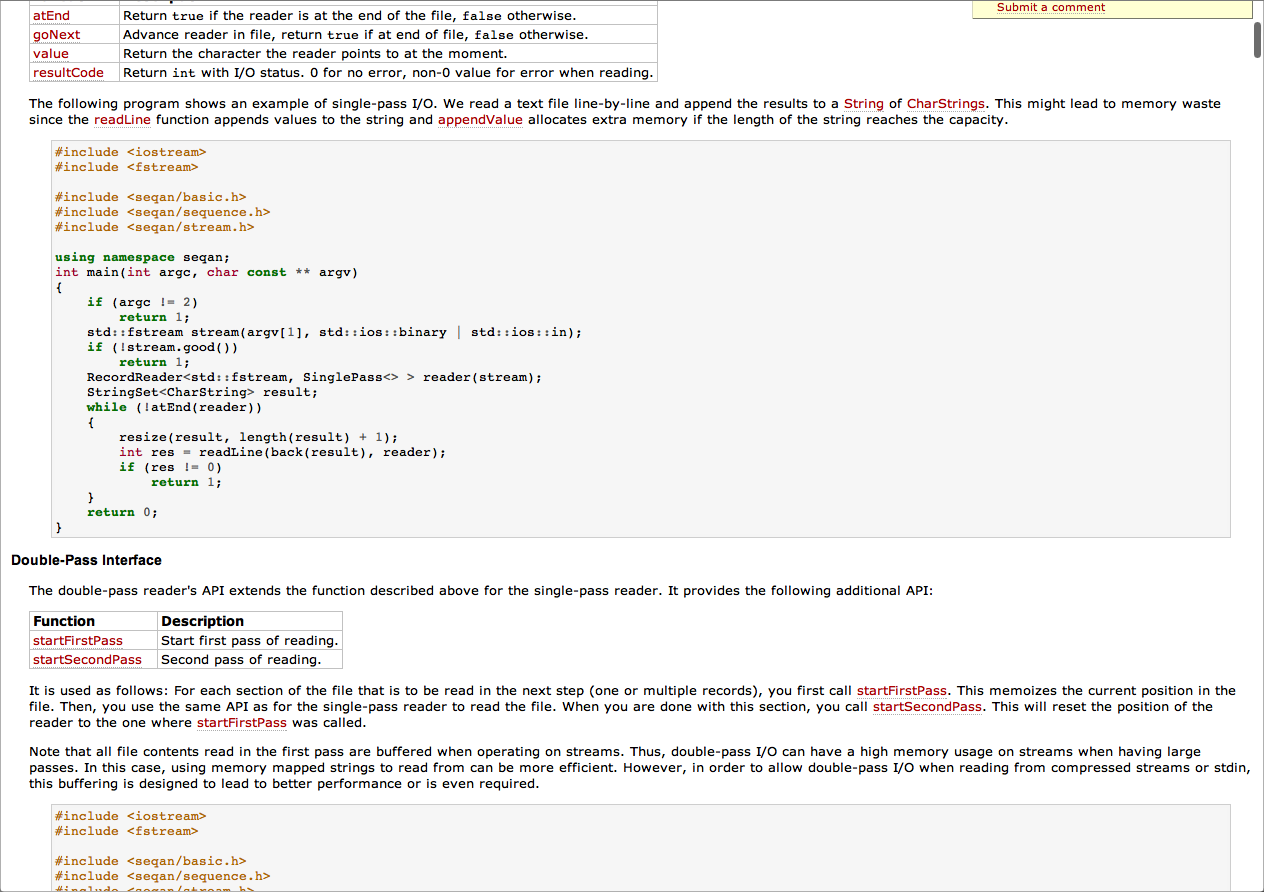 Submit a comment
atEnd Return true if the reader is at the end of the file, false otherwise.
goNext Advance reader in file, return true if at end of file, false otherwise.
value Return the character the reader points to at the moment.
resultCode Return int with I/O status. 0 for no error, non-0 value for error when reading.
The following program shows an example of single-pass I/O. We read a text file line-by-line and append the results to a String of CharStrings. This might lead to memory waste
since the readLine function appends values to the string and appendValue allocates extra memory if the length of the string reaches the capacity.
#include <iostream>
#include <fstream>
#include <seqan/basic.h>
#include <seqan/sequence.h>
#include <seqan/stream.h>
using namespace seqan;
int main(int argc, char const ** argv)
{
    if (argc != 2)
        return 1;
    std::fstream stream(argv[1], std::ios::binary | std::ios::in);
    if (!stream.good())
        return 1;
    RecordReader<std::fstream, SinglePass<> > reader(stream);
    StringSet<CharString> result;
    while (!atEnd(reader))
    {
        resize(result, length(result) + 1);
        int res = readLine(back(result), reader);
        if (res != 0)
            return 1;
    }
    return 0;
}
Double-Pass Interface
The double-pass reader's API extends the function described above for the single-pass reader. It provides the following additional API:
Function Description
startFirstPass Start first pass of reading.
startSecondPass Second pass of reading.
It is used as follows: For each section of the file that is to be read in the next step (one or multiple records), you first call startFirstPass. This memoizes the current position in the
file. Then, you use the same API as for the single-pass reader to read the file. When you are done with this section, you call startSecondPass. This will reset the position of the
reader to the one where startFirstPass was called.
Note that all file contents read in the first pass are buffered when operating on streams. Thus, double-pass I/O can have a high memory usage on streams when having large
passes. In this case, using memory mapped strings to read from can be more efficient. However, in order to allow double-pass I/O when reading from compressed streams or stdin,
this buffering is designed to lead to better performance or is even required.
#include <iostream>
#include <fstream>
#include <seqan/basic.h>
#include <seqan/sequence.h>
#include <seqan/stream.h>